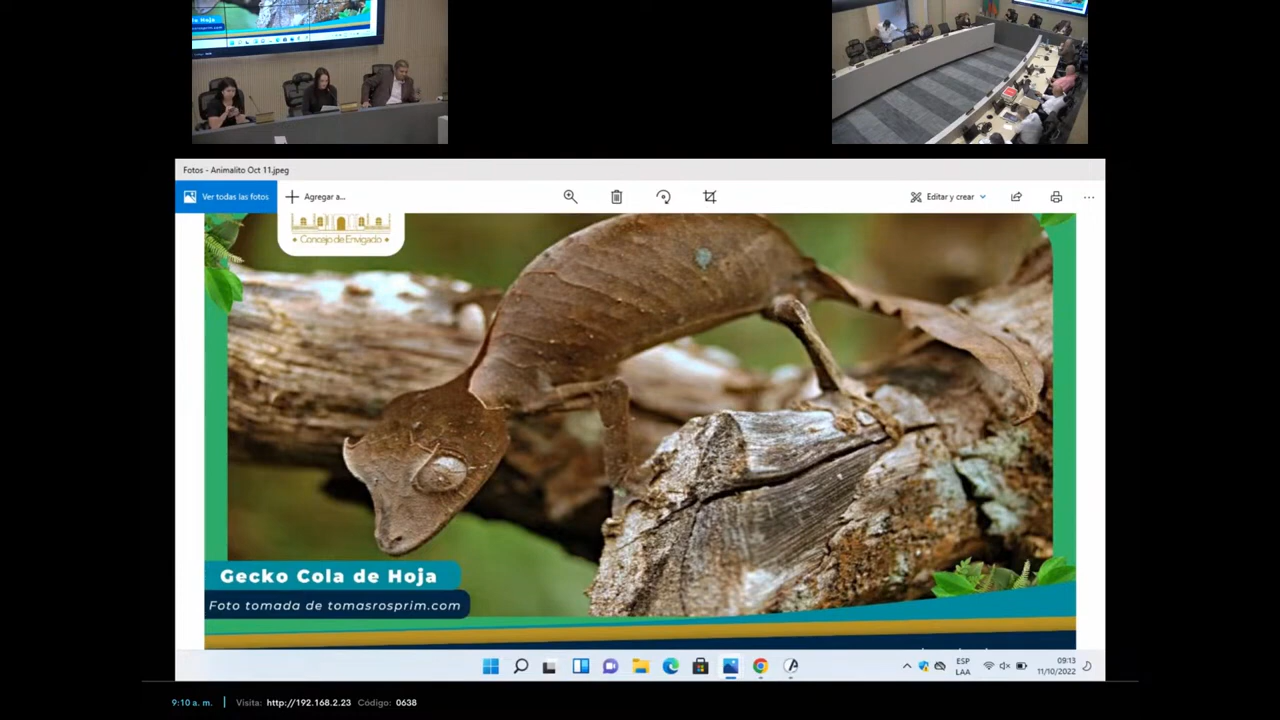 de Hoja
Fotos - Animalito Oct 11.jpeg
Ver todas las fotos
Agregar a...
Editar y crear
Concejo de Envigado
Gecko Cola de Hoja
Foto tomada de tomasrosprim.com
ESP
LAA
09:13
11/10/2022
9:10 a. m.
Visita: http://192.168.2.23 Código: 0638